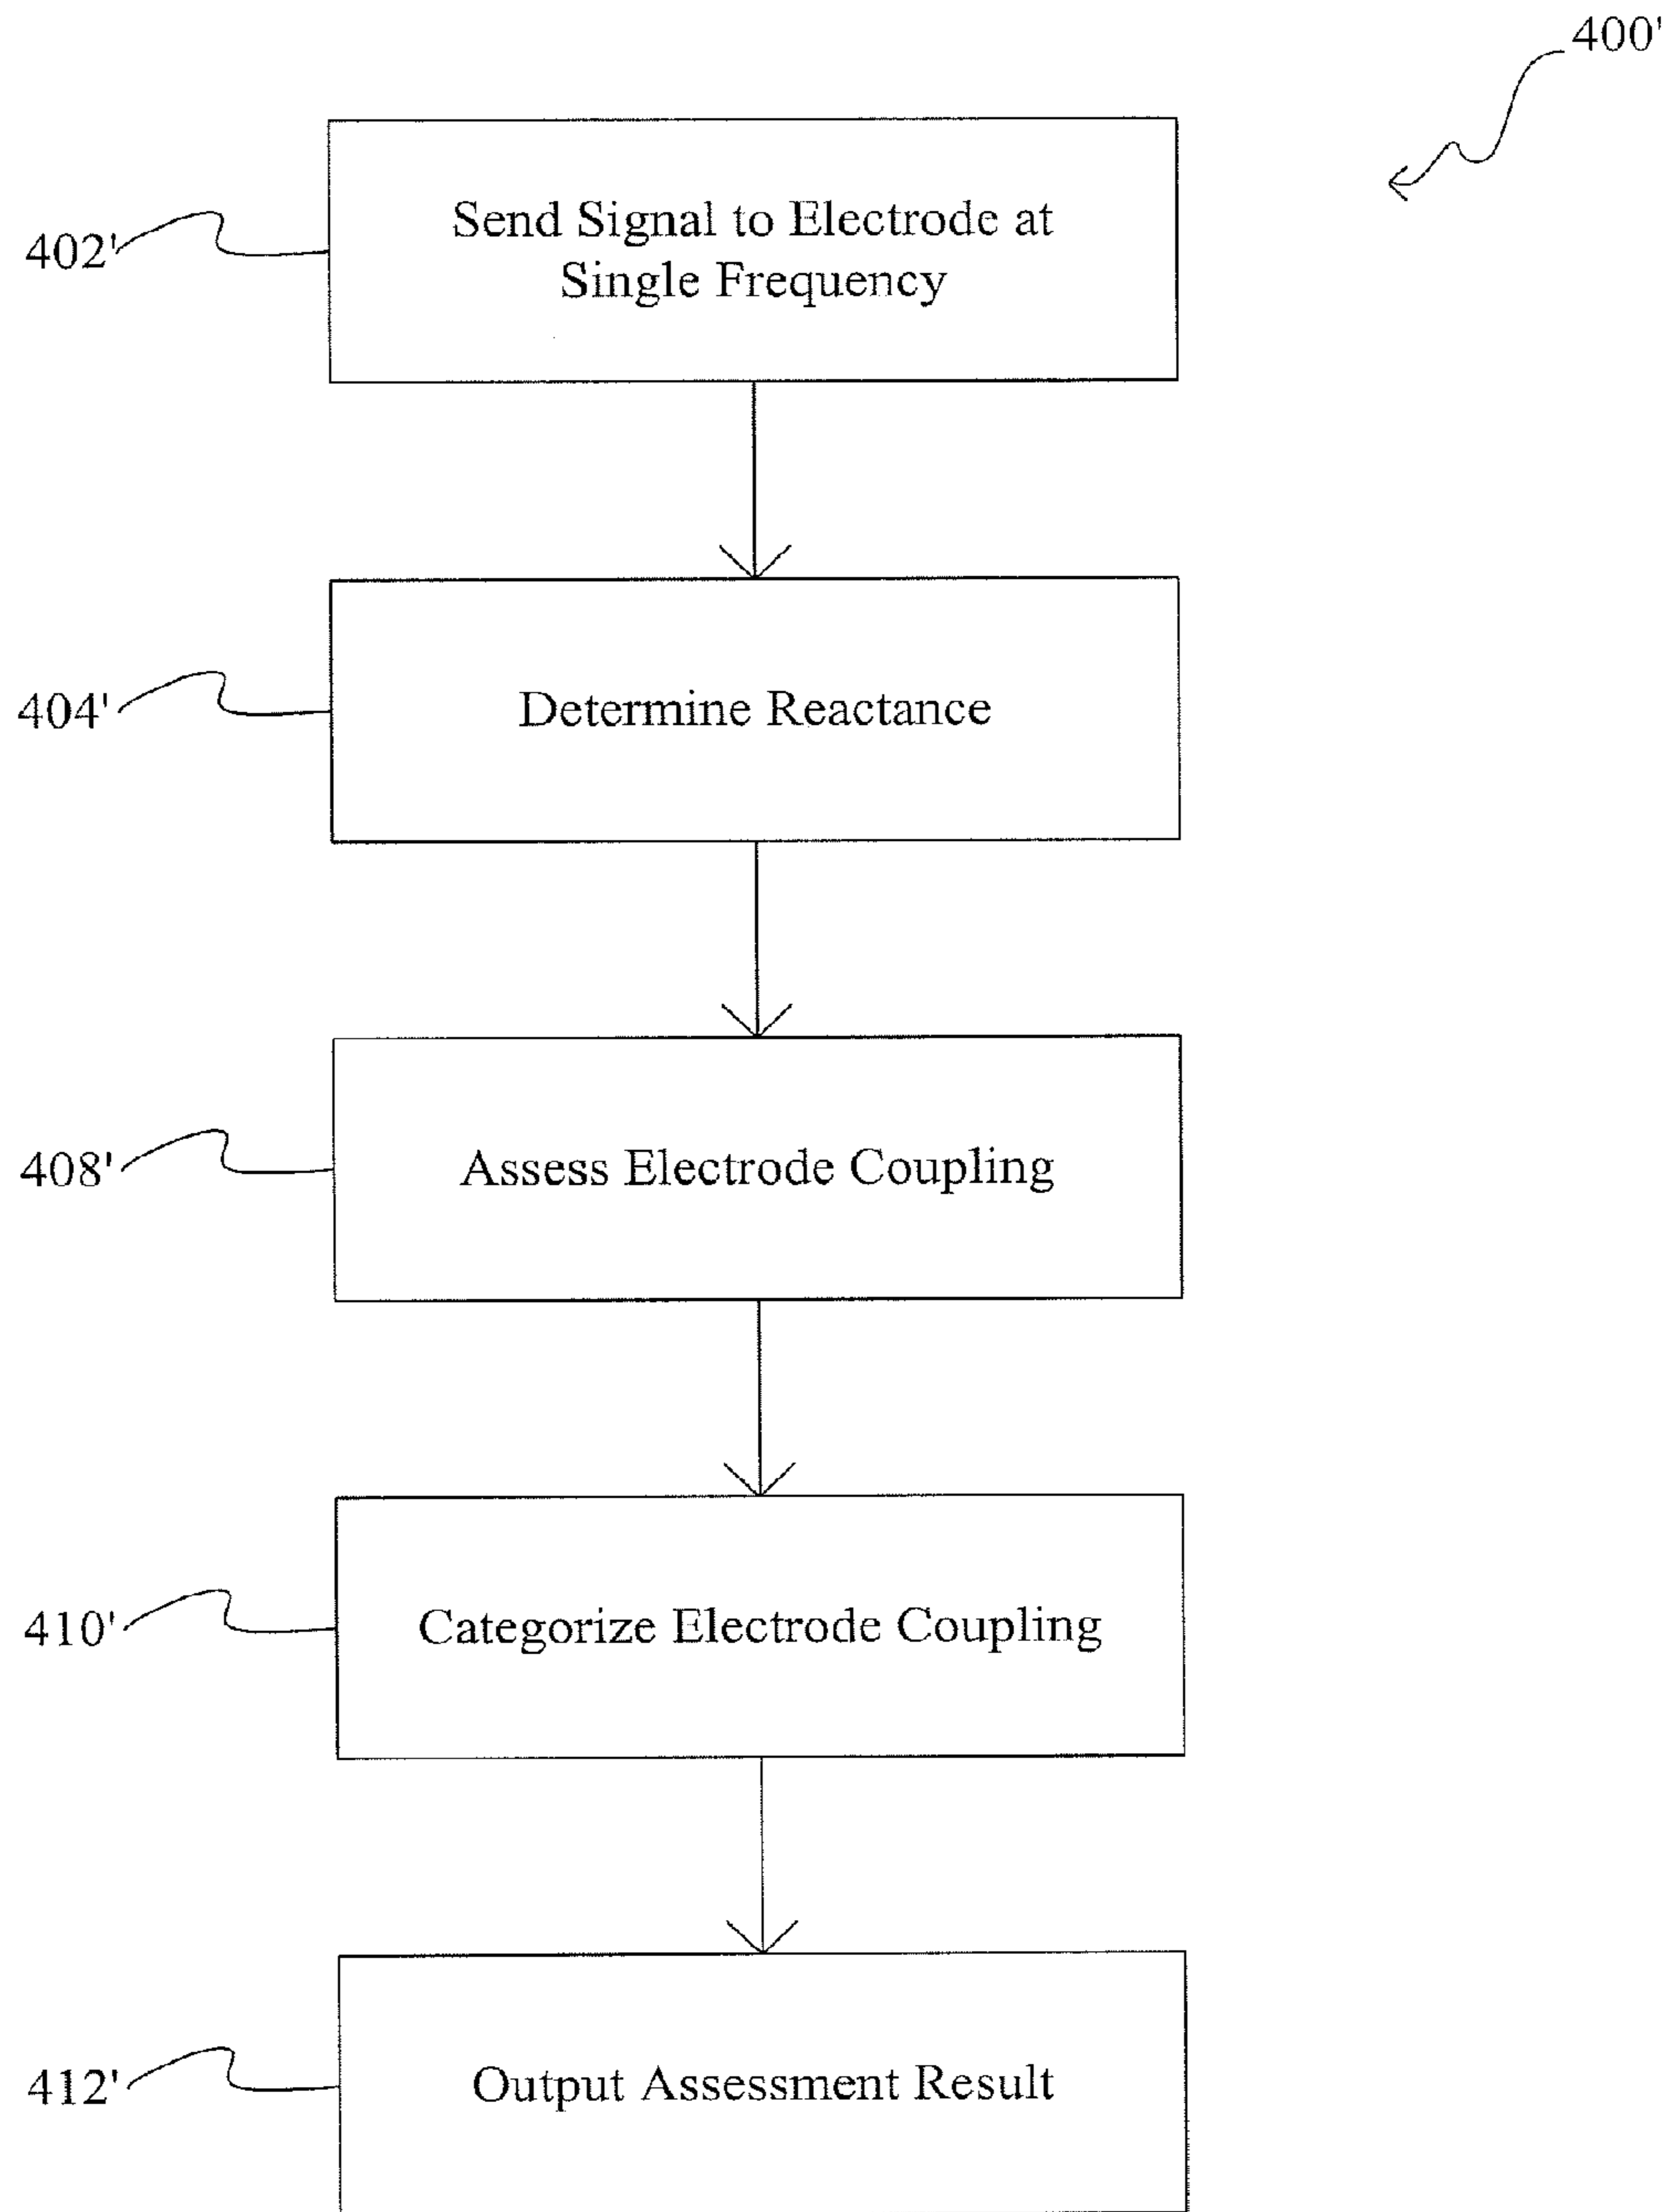 400'
402'
Send Signal to Electrode at
Single Frequency
404'
Determine Reactance
408'
Assess Electrode Coupling
410'
Categorize Electrode Coupling
412'
Output Assessment Result